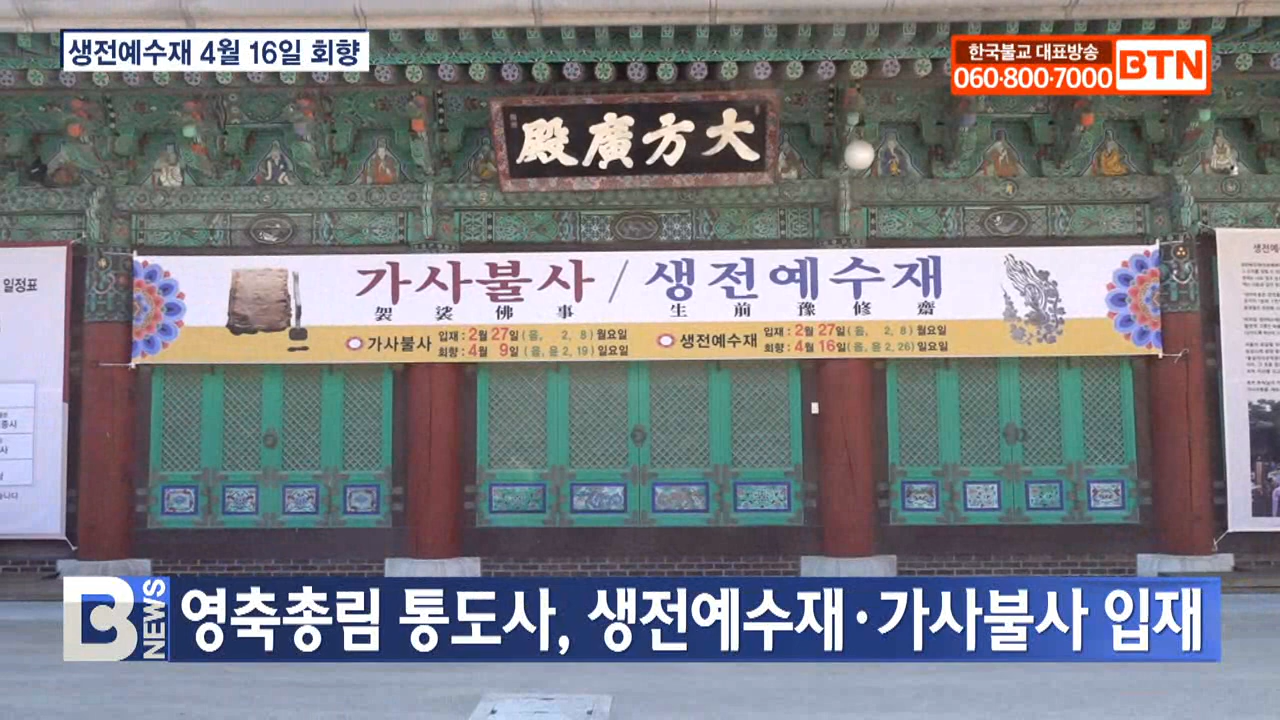 생전예수재 4월 16일 회향
한국불교 대표방송
060·800·7000
BTN
殿廣方大
일정표
가사불사 / 생전예수재
袈裟佛事 生前豫修齋
가사불사 입재 : 2월 27일(음, 2, 8) 월요일
회향 : 4월 9일(음, 윤 2, 19) 일요일
생전예수재 입재 : 2월 27일(음, 2, 8) 월요일
회향 : 4월 16일(음, 윤 2, 26) 일요일
B NEWS
영축총림 통도사, 생전예수재·가사불사 입재